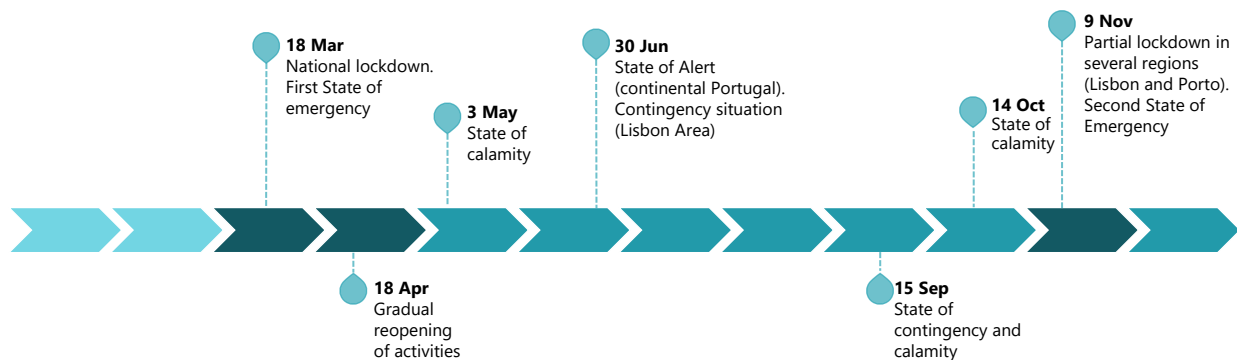 18 Mar
National lockdown.
First State of
emergency
3 May
State of
calamity
30 Jun
State of Alert
(continental Portugal).
Contingency situation
(Lisbon Area)
14 Oct
State of
calamity
9 Nov
Partial lockdown in
several regions
(Lisbon and Porto).
Second State of
Emergency
18 Apr
Gradual
reopening
of activities
15 Sep
State of
contingency and
calamity